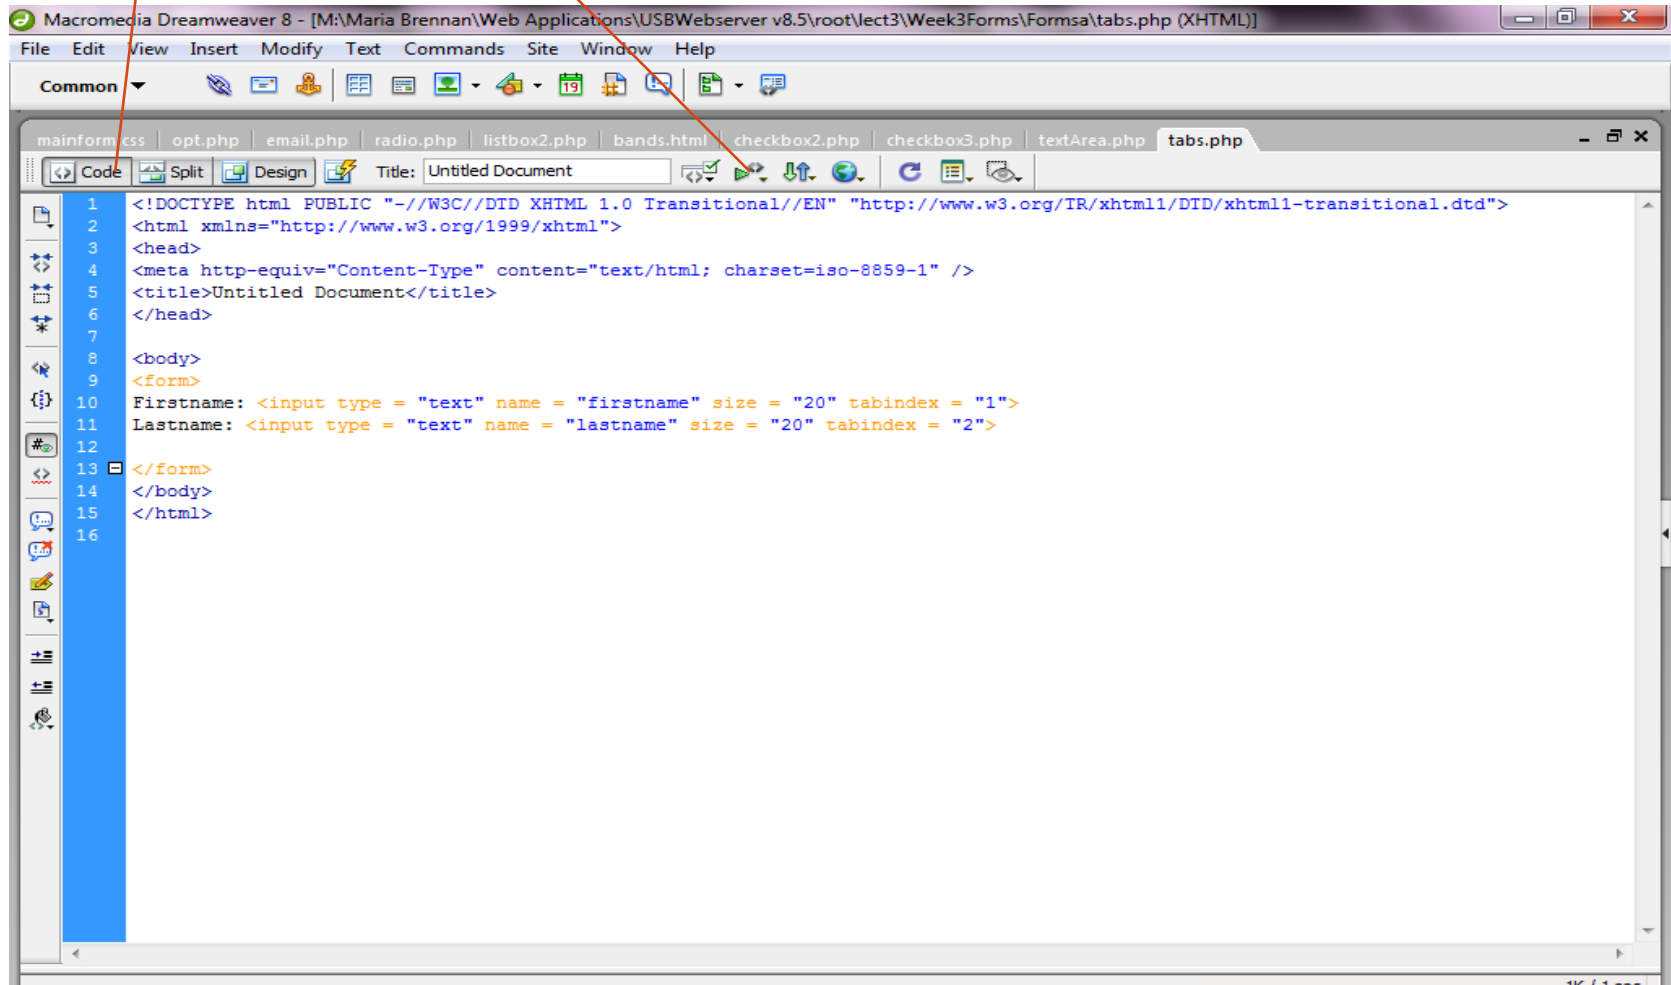 Macromedia Dreamweaver 8 - [M:\Maria Brennan\Web Applications\USBWebserver v8.5\root\lect3\Week3Forms\Formsa\tabs.php (XHTML)]
File Edit View Insert Modify Text Commands Site Window Help
Common
19
mainform.css opt.php email.php radio.php listbox2.php bands.html checkbox2.php checkbox3.php textArea.php tabs.php
Code Split Design Title: Untitled Document
1 <!DOCTYPE html PUBLIC "-//W3C//DTD XHTML 1.0 Transitional//EN" "http://www.w3.org/TR/xhtml1/DTD/xhtml1-transitional.dtd">
2 <html xmlns="http://www.w3.org/1999/xhtml">
3 <head>
4 <meta http-equiv="Content-Type" content="text/html; charset=iso-8859-1" />
5 <title>Untitled Document</title>
6 </head>
7
8 <body>
9 <form>
10 Firstname: <input type = "text" name = "firstname" size = "20" tabindex = "1">
11 Lastname: <input type = "text" name = "lastname" size = "20" tabindex = "2">
12
13 </form>
14 </body>
15 </html>
16